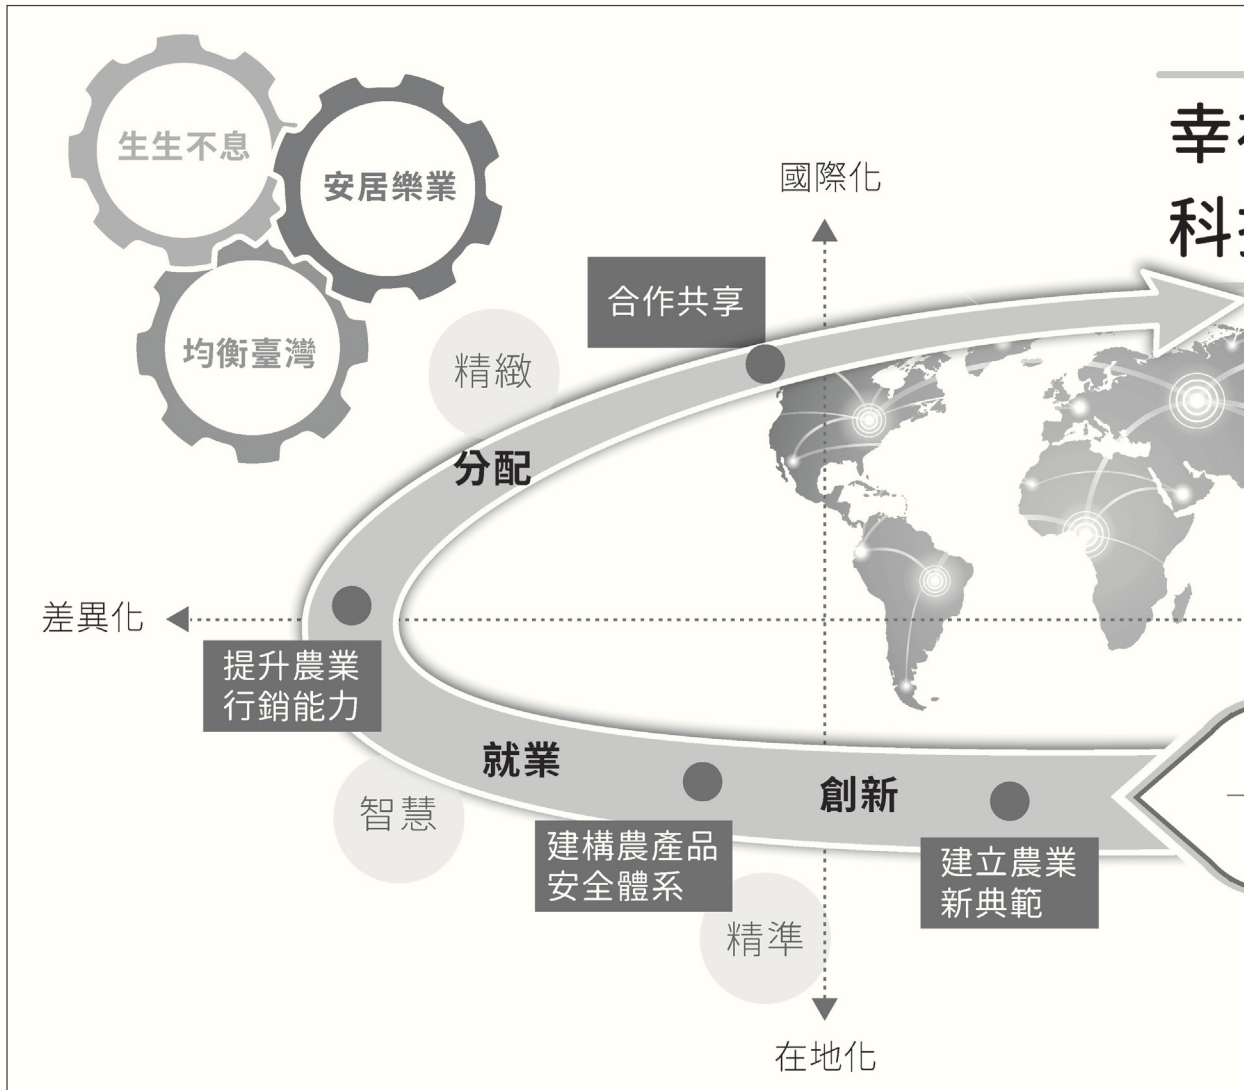 生生不息
安居樂業
均衡臺灣
幸
科
國際化
合作共享
精緻
分配
差異化
提升農業
行銷能力
就業
智慧
創新
建構農產品
安全體系
建立農業
新典範
精準
在地化